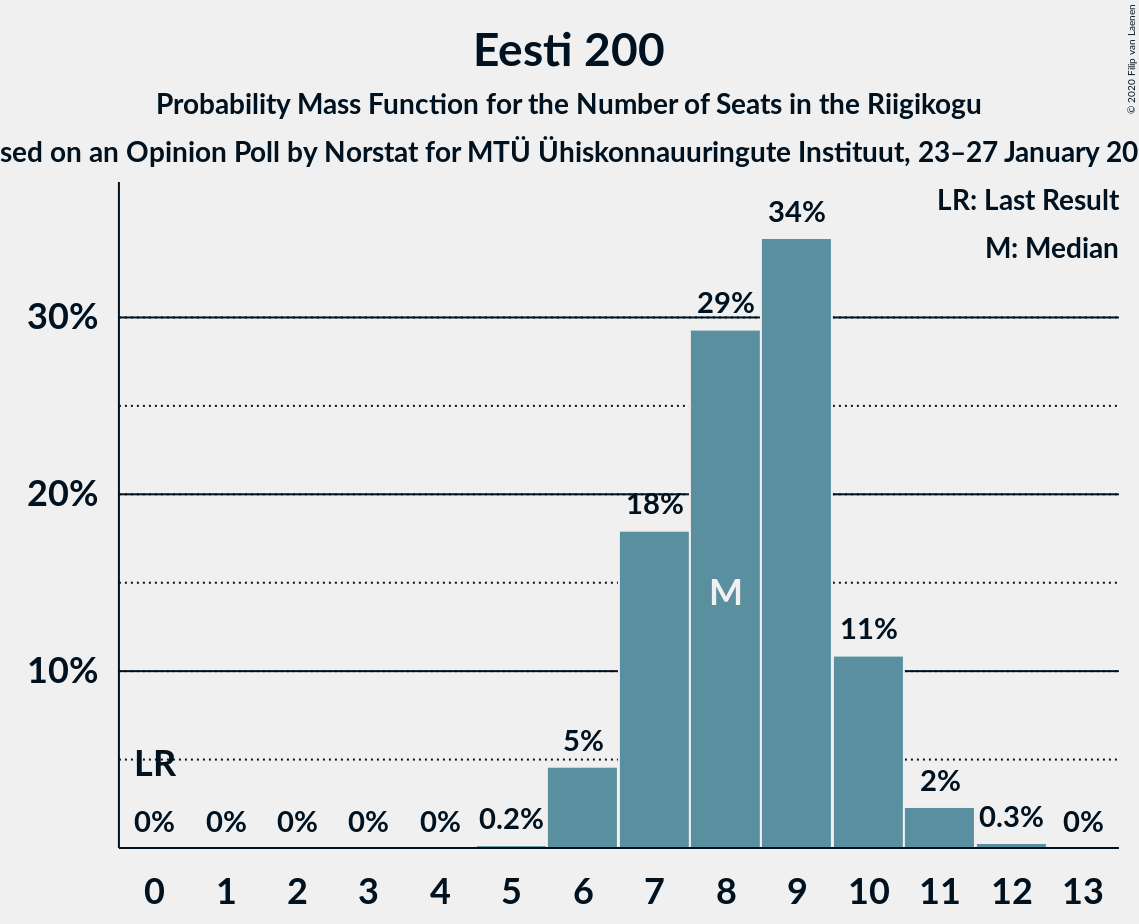 Eesti 200
Probability Mass Function for the Number of Seats in the Riigikogu
sed on an Opinion Poll by Norstat for MTÜ Ühiskonnauuringute Instituut, 23–27 January 20
© 2020 Filip van Laenen
LR: Last Result
M: Median
34%
29%
30%
18%
20%
M
11%
10%
5%
LR
2%
0% 0% 0% 0% 0% 0.2% 0.3% 0%
0 1 2 3 4 5 6 7 8 9 10 11 12 13